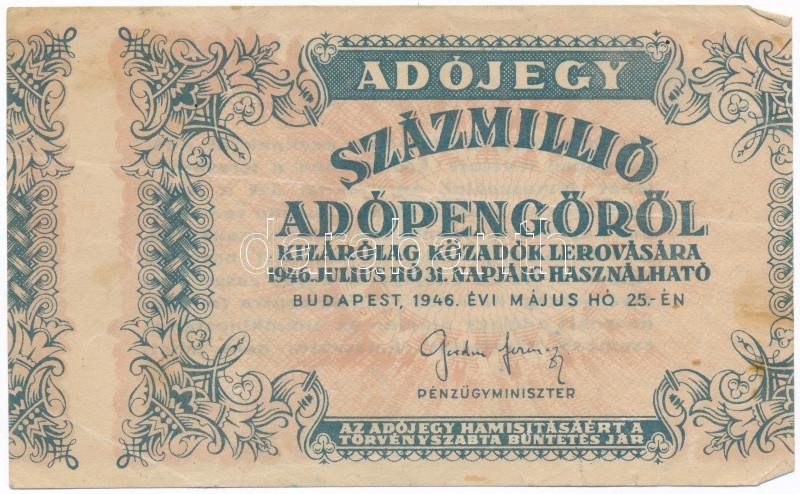 ADÓJEGY
SZÁZMILLIÓ
ADÓPENGŐRŐL
KIZÁRÓLAG KÖZADÓK LEROVÁSÁRA
1946. JULIUS HÓ 31. NAPJÁIG HASZNÁLHATÓ
BUDAPEST, 1946. ÉVI MÁJUS HÓ 25.-ÉN
PÉNZÜGYMINISZTER
AZ ADÓJEGY HAMISITÁSÁÉRT A
TÖRVÉNYSZABTA BÜNTETÉS JÁR
darabanth